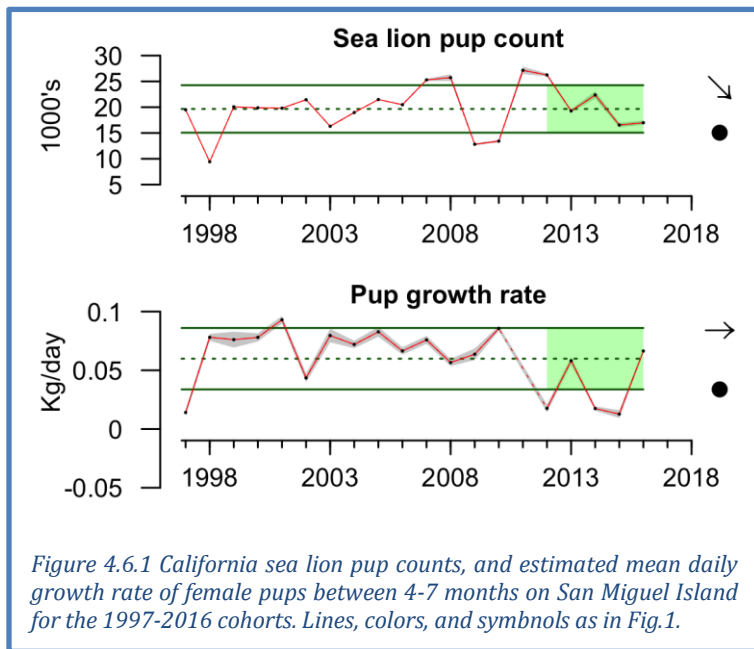 Sea lion pup count
30
25
20
15
10
5
1000's
1998 2003 2008 2013 2018
Pup growth rate
0.1
0.05
0
-0.05
Kg/day
1998 2003 2008 2013 2018
Figure 4.6.1 California sea lion pup counts, and estimated mean daily
growth rate of female pups between 4-7 months on San Miguel Island
for the 1997-2016 cohorts. Lines, colors, and symbnols as in Fig.1.